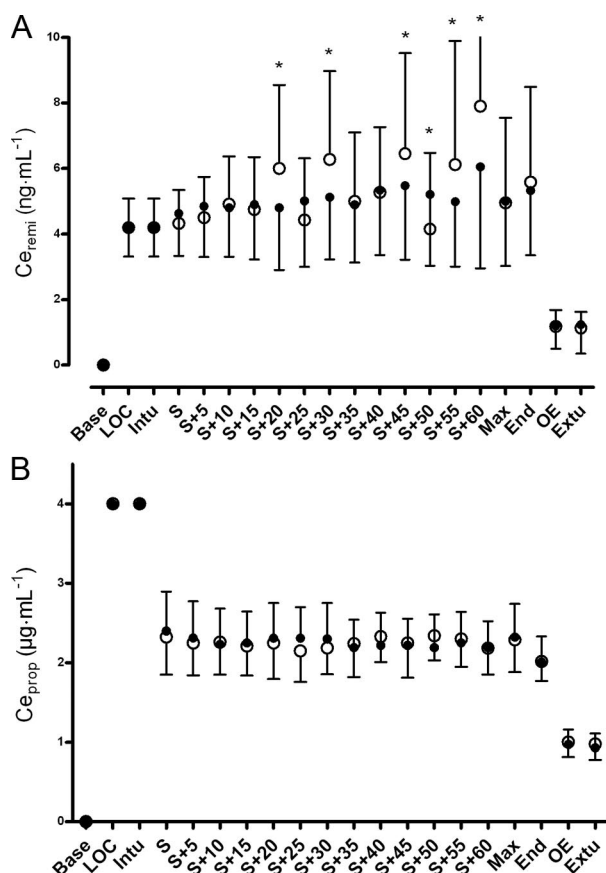 A
Ce_remi (ng·mL⁻¹)
10
8
6
4
2
0
* * * * * *
Base LOC Intu S S+5 S+10 S+15 S+20 S+25 S+30 S+35 S+40 S+45 S+50 S+55 S+60 Max End OE Extu
B
Ce_prop (µg·mL⁻¹)
4
3
2
1
0
Base LOC Intu S S+5 S+10 S+15 S+20 S+25 S+30 S+35 S+40 S+45 S+50 S+55 S+60 Max End OE Extu